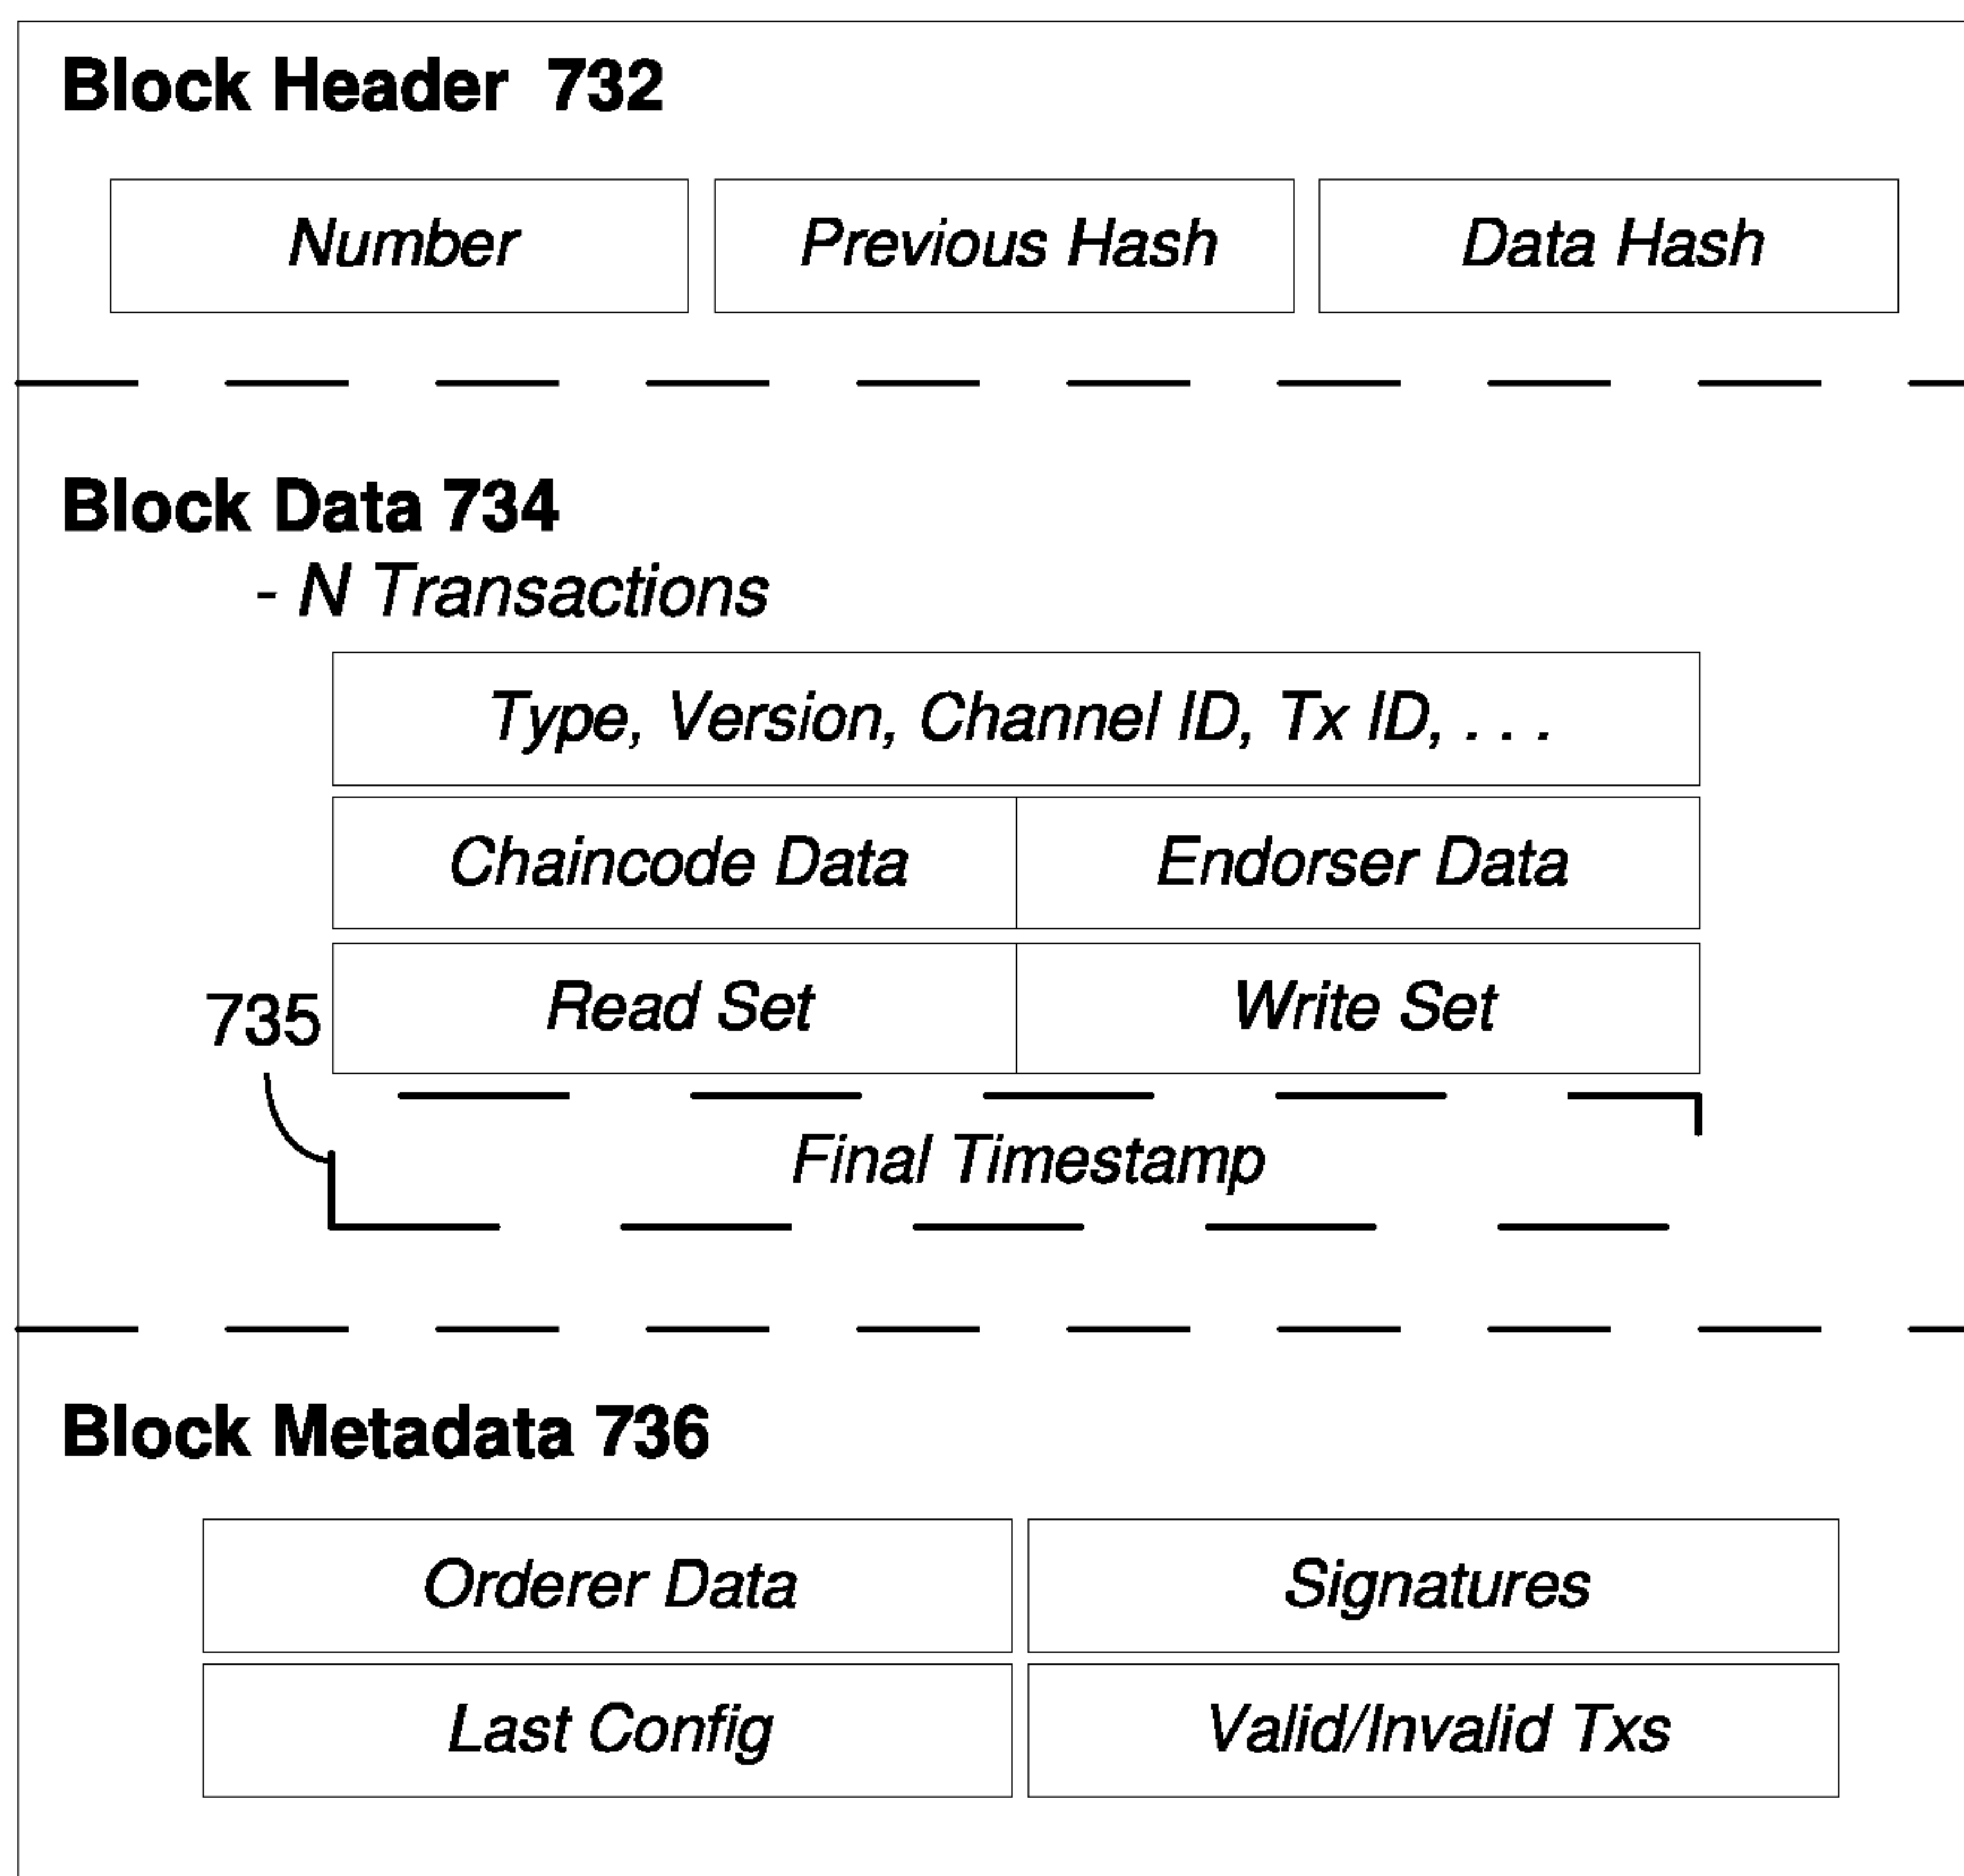 Block Header 732
Number Previous Hash Data Hash
Block Data 734
- N Transactions
Type, Version, Channel ID, Tx ID, . . .
Chaincode Data Endorser Data
735 Read Set Write Set
Final Timestamp
Block Metadata 736
Orderer Data Signatures
Last Config Valid/Invalid Txs